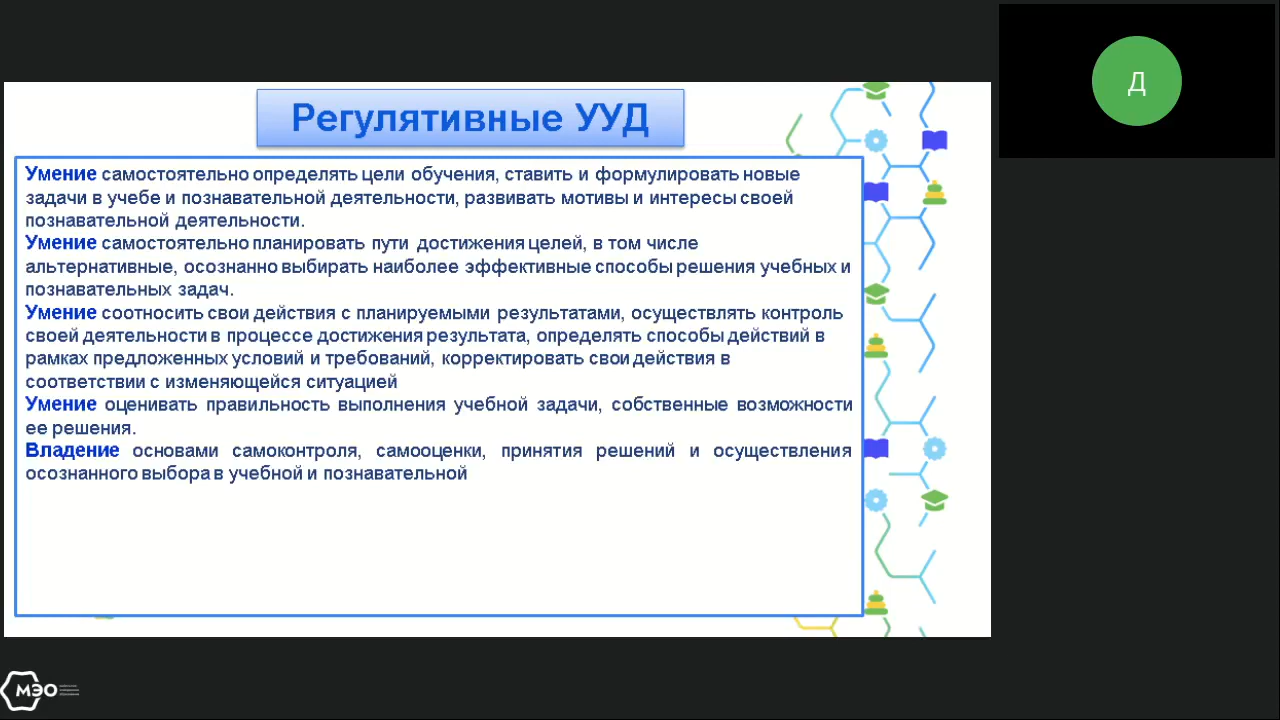 Регулятивные УУД
Умение самостоятельно определять цели обучения, ставить и формулировать новые
задачи в учебе и познавательной деятельности, развивать мотивы и интересы своей
познавательной деятельности.
Умение самостоятельно планировать пути достижения целей, в том числе
альтернативные, осознанно выбирать наиболее эффективные способы решения учебных и
познавательных задач.
Умение соотносить свои действия с планируемыми результатами, осуществлять контроль
своей деятельности в процессе достижения результата, определять способы действий в
рамках предложенных условий и требований, корректировать свои действия в
соответствии с изменяющейся ситуацией
Умение оценивать правильность выполнения учебной задачи, собственные возможности
ее решения.
Владение основами самоконтроля, самооценки, принятия решений и осуществления
осознанного выбора в учебной и познавательной
Д
МЭО